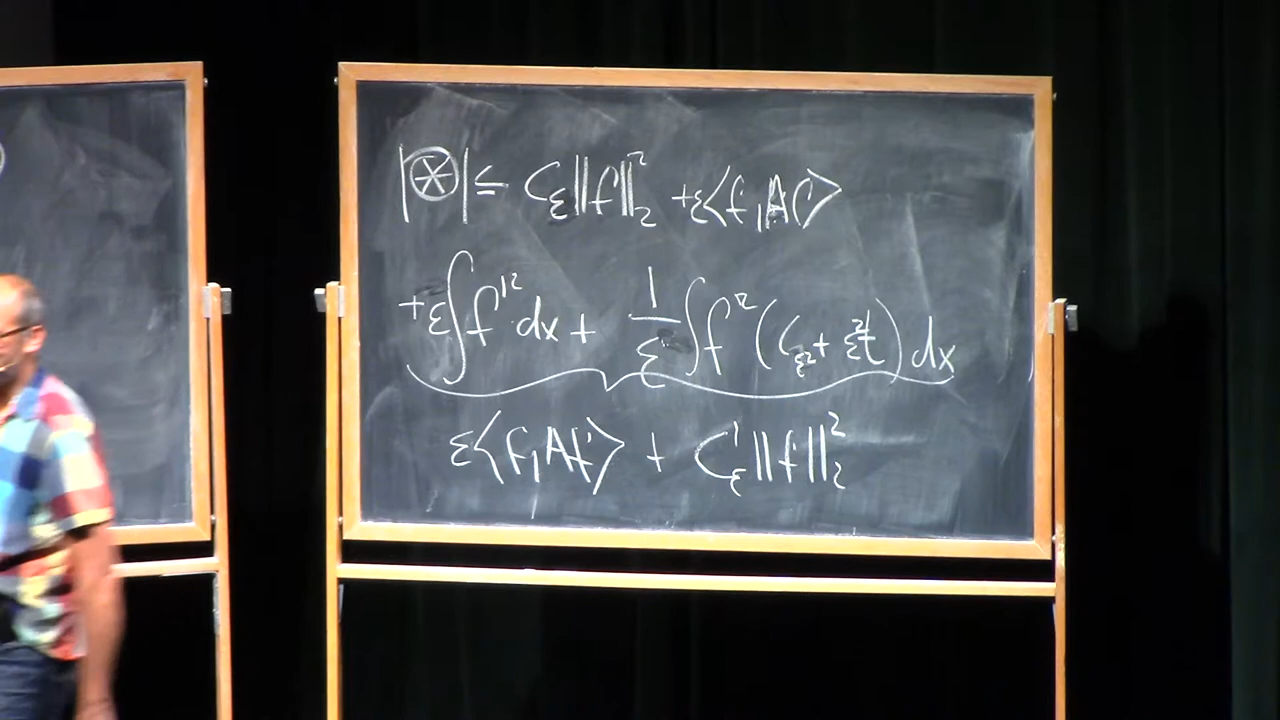 |⊛| ≤ C_ε ||f||_2^2 + ε⟨f, Af⟩
+ ε∫f'^2 dx + 1/ε ∫f^2 (C_{ε^2} + ε^2 t) dx
ε⟨f, Af⟩ + C'_ε ||f||_2^2